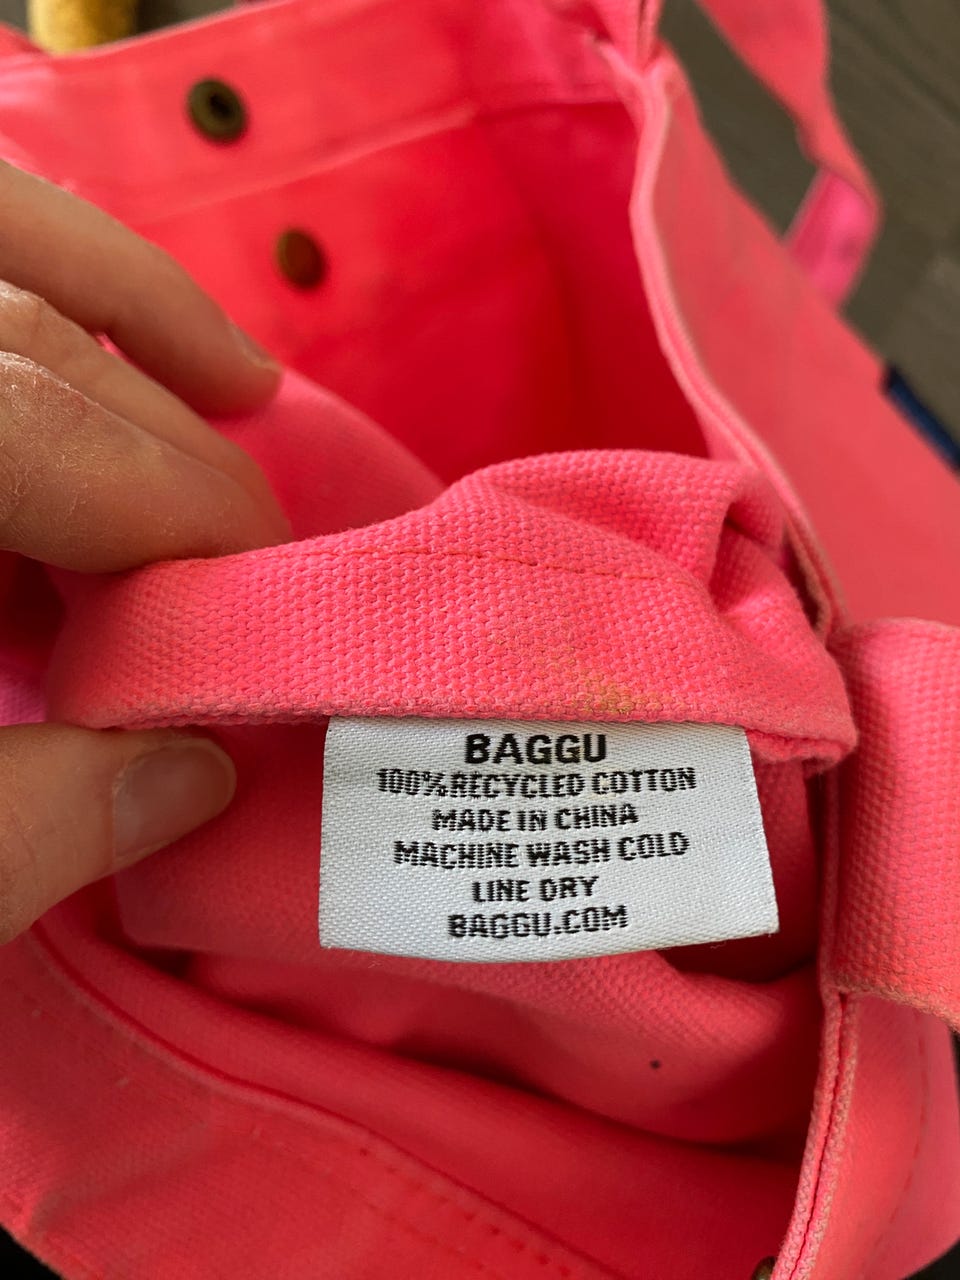 BAGGU
100%RECYCLED COTTON
MADE IN CHINA
MACHINE WASH COLD
LINE DRY
BAGGU.COM